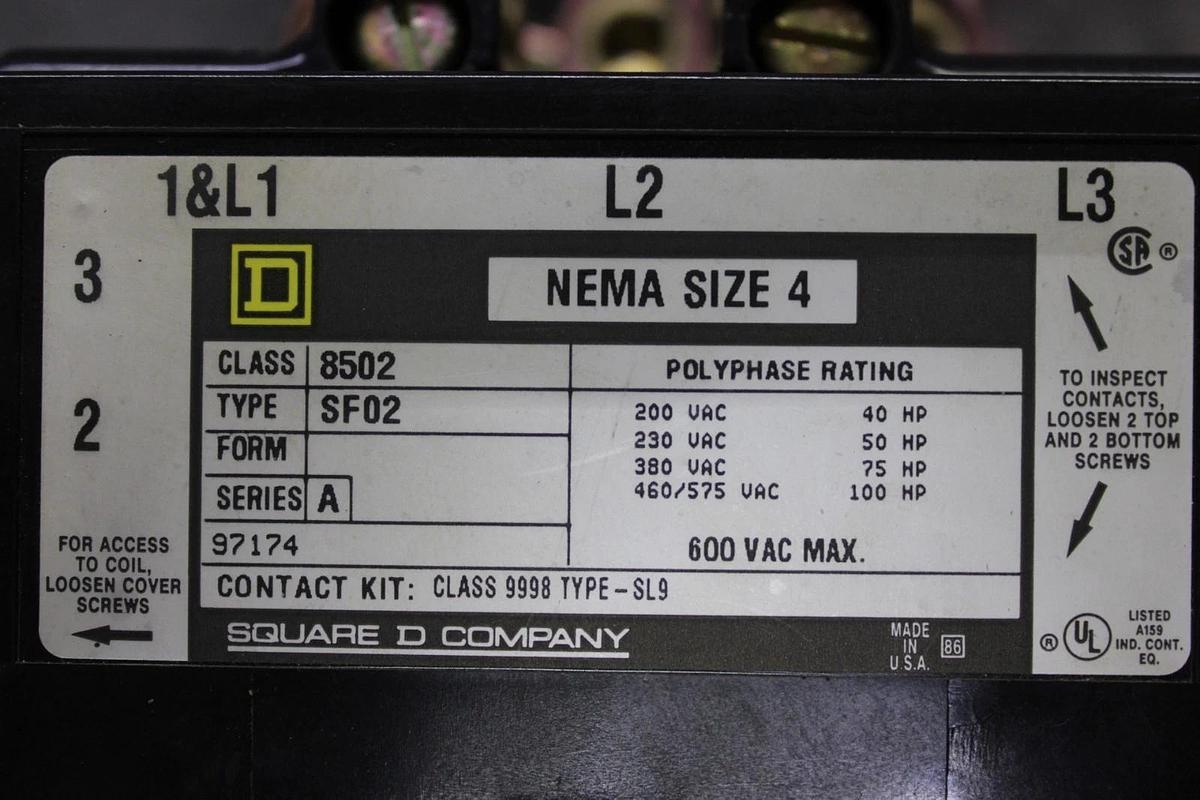 1&L1 L2 L3
3
2
D
NEMA SIZE 4
SA ®
CLASS 8502
TYPE SF02
FORM
SERIES A
97174
POLYPHASE RATING
200 VAC 40 HP
230 VAC 50 HP
380 VAC 75 HP
460/575 VAC 100 HP
600 VAC MAX.
CONTACT KIT: CLASS 9998 TYPE-SL9
SQUARE D COMPANY
MADE
IN
U.S.A.
86
FOR ACCESS
TO COIL,
LOOSEN COVER
SCREWS
TO INSPECT
CONTACTS,
LOOSEN 2 TOP
AND 2 BOTTOM
SCREWS
® UL
LISTED
A159
IND. CONT.
EQ.